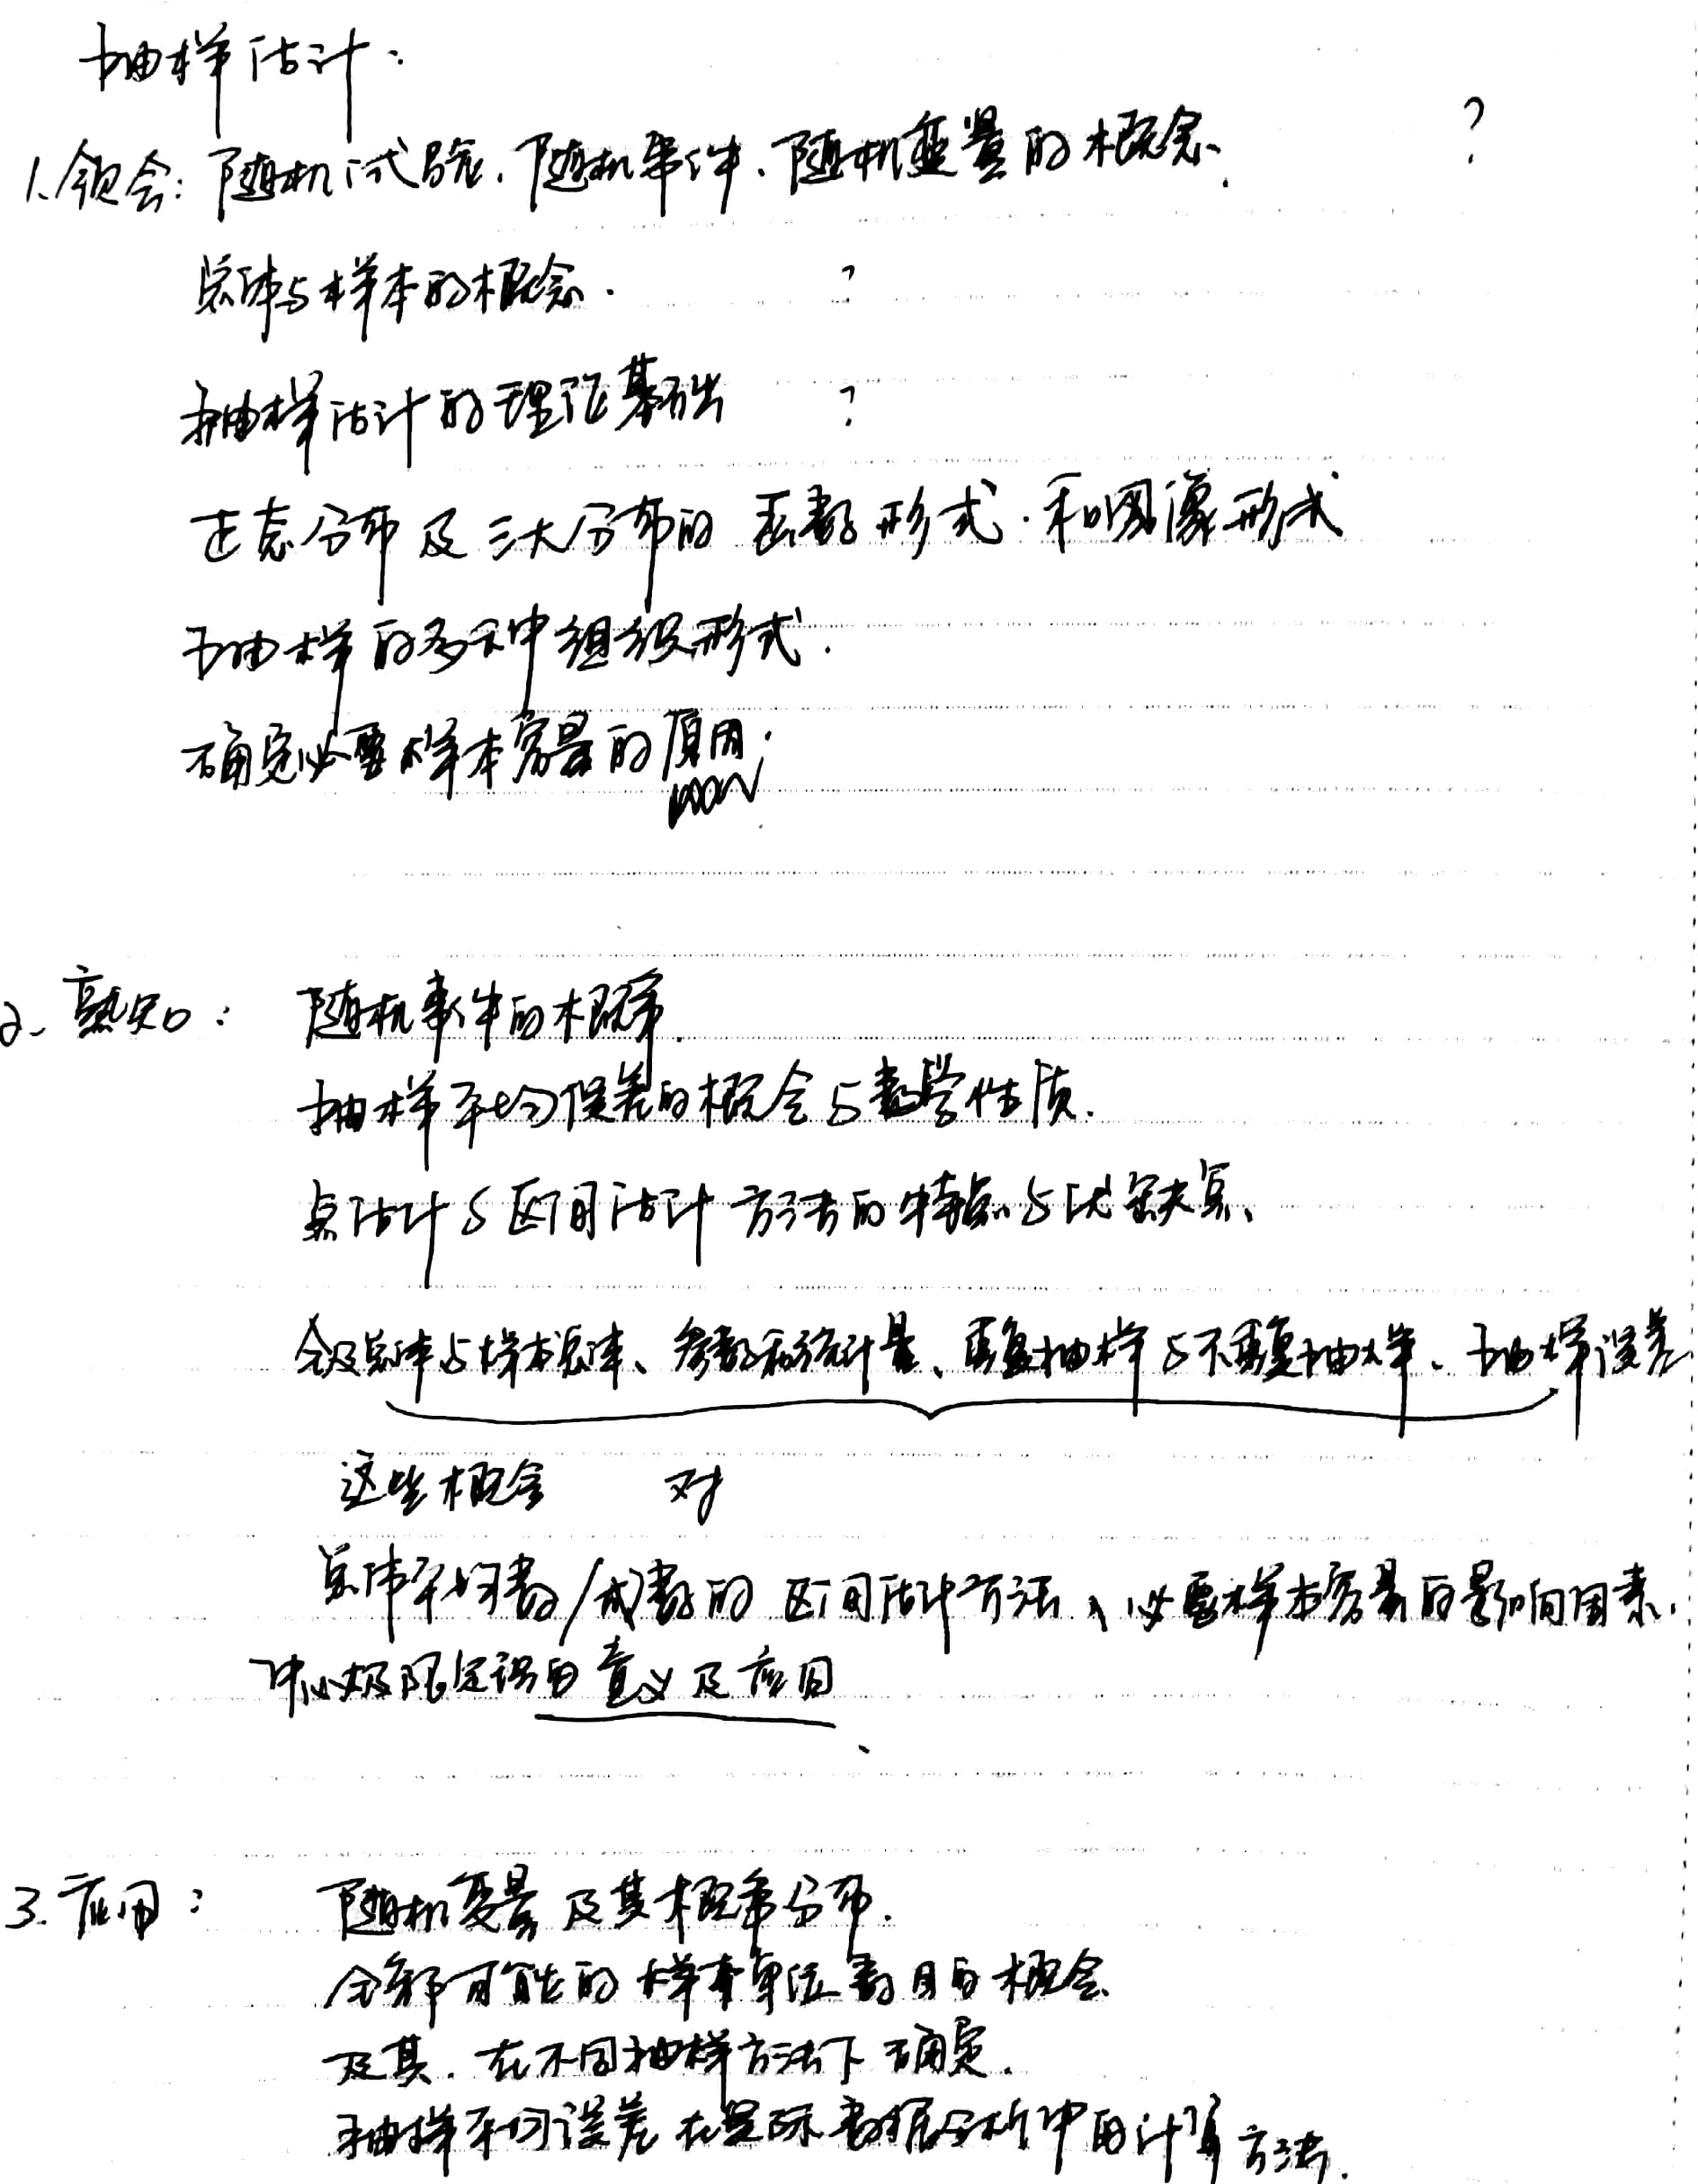 抽样估计:
1.领会: 随机试验、随机事件、随机变量的概念. ?
总体与样本的概念. ?
抽样估计的理论基础 ?
正态分布及三大分布的函数形式.和图像形式
抽样的多种组织形式.
确定必要样本容量的原因;
2、熟知: 随机事件的概率.
抽样平均误差的概念与数学性质.
点估计与区间估计方法的特点与优缺点、
全及总体与样本总体、参数和统计量、重复抽样与不重复抽样、抽样误差
这些概念 对
总体平均数/成数的区间估计方法、必要样本容量的影响因素.
中心极限定理的意义及应用、
3.应用: 随机变量及其概率分布.
全部可能的样本单位数目的概念
及其.在不同抽样方法下确定.
抽样平均误差在实际数据分析中的计算方法.